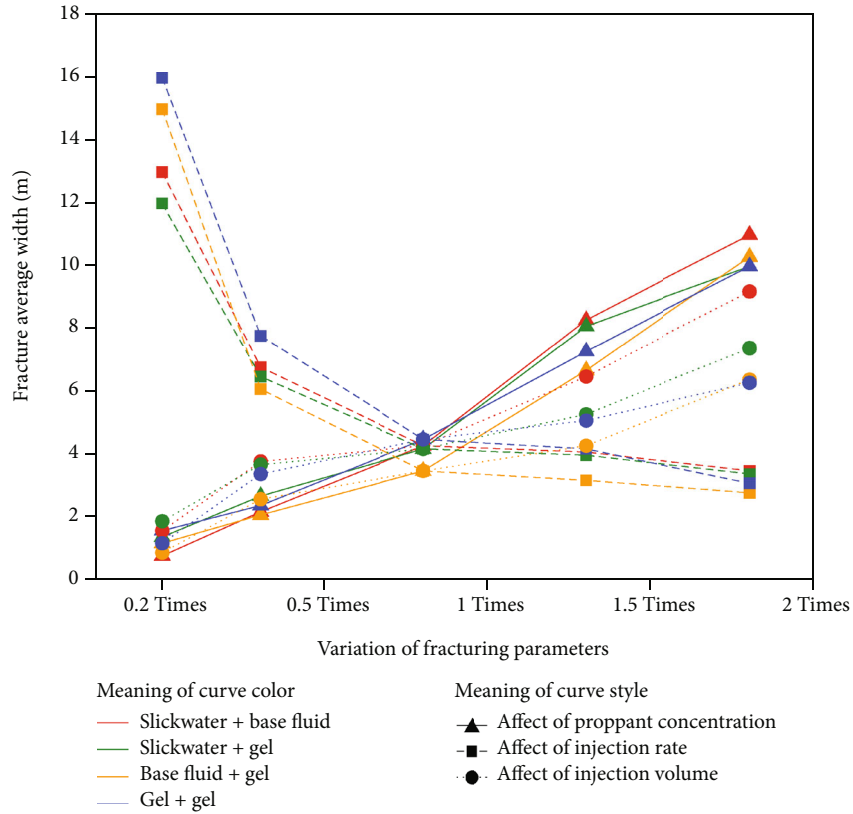 18
16
14
12
10
8
6
4
2
0
Fracture average width (m)
0.2 Times 0.5 Times 1 Times 1.5 Times 2 Times
Variation of fracturing parameters
Meaning of curve color
Slickwater + base fluid
Slickwater + gel
Base fluid + gel
Gel + gel
Meaning of curve style
Affect of proppant concentration
Affect of injection rate
Affect of injection volume